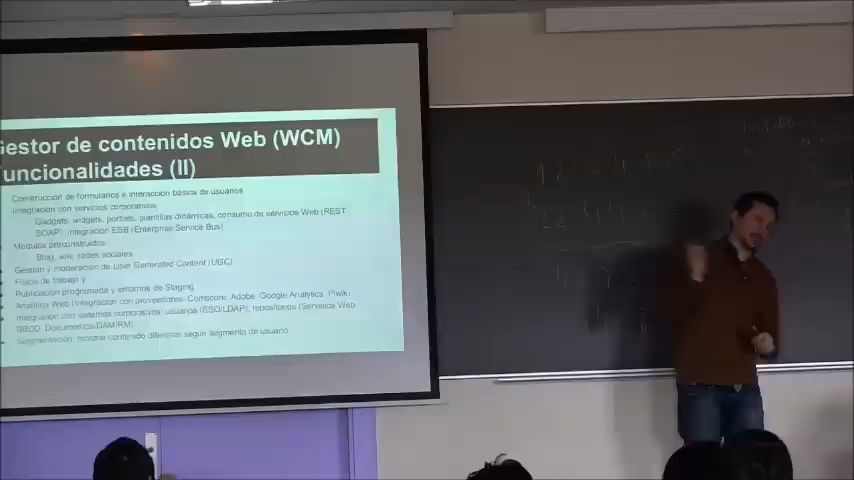 Gestor de contenidos Web (WCM)
Funcionalidades (II)
Construcción de formularios e interacción básica de usuarios
Integración con servicios corporativos
Gadgets, widgets, portlets, plantillas dinámicas, consumo de servicios Web (REST
SOAP), integración ESB (Enterprise Service Bus)
Módulos preconstruidos
Blog, wiki, redes sociales
Gestión y moderación de User Generated Content (UGC)
Flujos de trabajo y
Publicación programada y entornos de Staging
Analítica Web (Integración con proveedores: Comscore, Adobe, Google Analytics, Piwik)
Integración con sistemas corporativos: usuarios (SSO/LDAP), repositorios (Servicios Web
BBDD, Documentos DAM/RM)
Segmentación: mostrar contenido diferente según segmento de usuario